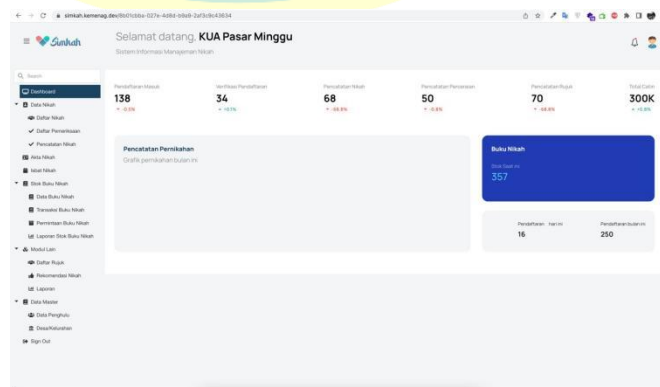 simkah.kemenag.dev/
Simkah
Selamat datang, KUA Pasar Minggu
Sistem Informasi Manajemen Nikah
Search
Dashboard
Data Nikah
Daftar Nikah
Daftar Pemeriksaan
Pencatatan Nikah
Akta Nikah
Isbat Nikah
Stok Buku Nikah
Data Buku Nikah
Transaksi Buku Nikah
Permintaan Buku Nikah
Laporan Stok Buku Nikah
Modul Lain
Daftar Rujuk
Rekomendasi Nikah
Laporan
Data Master
Data Penghulu
Desa/Kelurahan
Sign Out
Pendaftaran Masuk
138
Verifikasi Pendaftaran
34
Pencatatan Nikah
68
Pencatatan Perceraian
50
Pencatatan Rujuk
70
Total Catin
300K
Pencatatan Pernikahan
Grafik pernikahan bulan ini
Buku Nikah
Stok Saat ini
357
Pendaftaran hari ini
16
Pendaftaran bulan ini
250